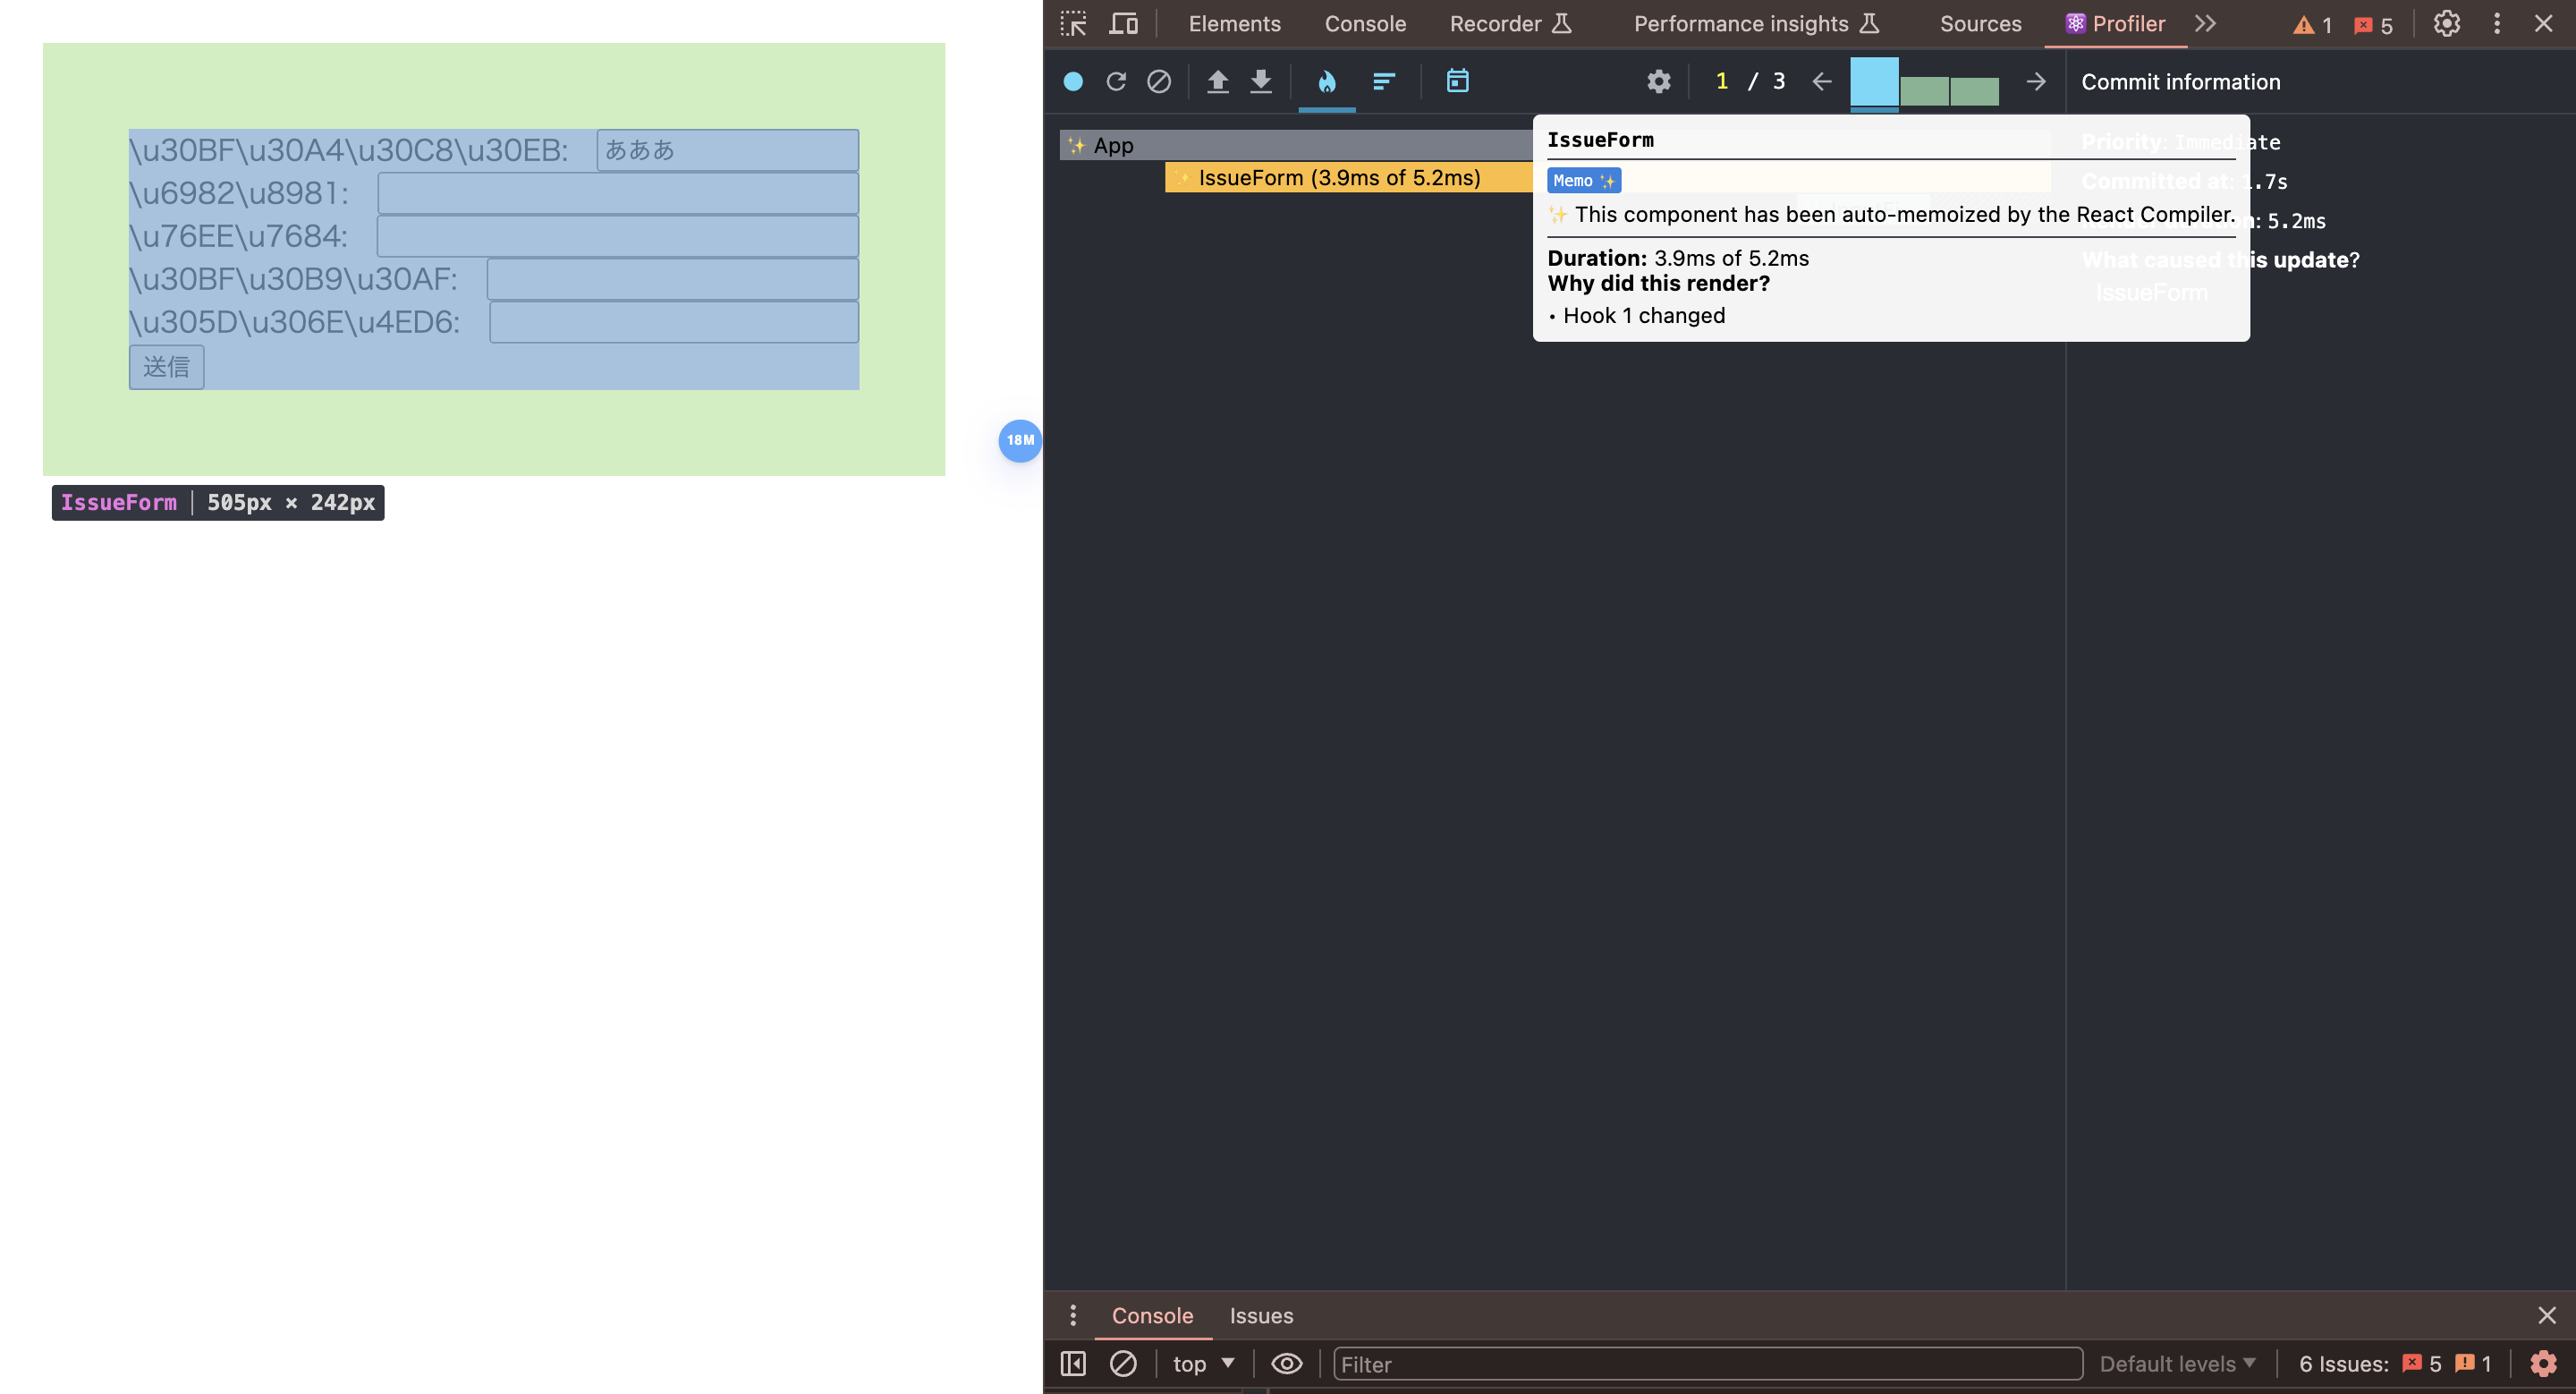 \u30BF\u30A4\u30C8\u30EB: あああ
\u6982\u8981:
\u76EE\u7684:
\u30BF\u30B9\u30AF:
\u305D\u306E\u4ED6:
送信
18M
IssueForm 505px × 242px
Elements Console Recorder Performance insights Sources Profiler 1 5
1 / 3 Commit information
App
IssueForm (3.9ms of 5.2ms)
IssueForm
Memo ✨
✨ This component has been auto-memoized by the React Compiler.
Duration: 3.9ms of 5.2ms
Why did this render?
• Hook 1 changed
Priority: Immediate
Committed at: 1.7s
: 5.2ms
What caused this update?
IssueForm
Console Issues
top Filter Default levels 6 Issues: 5 1